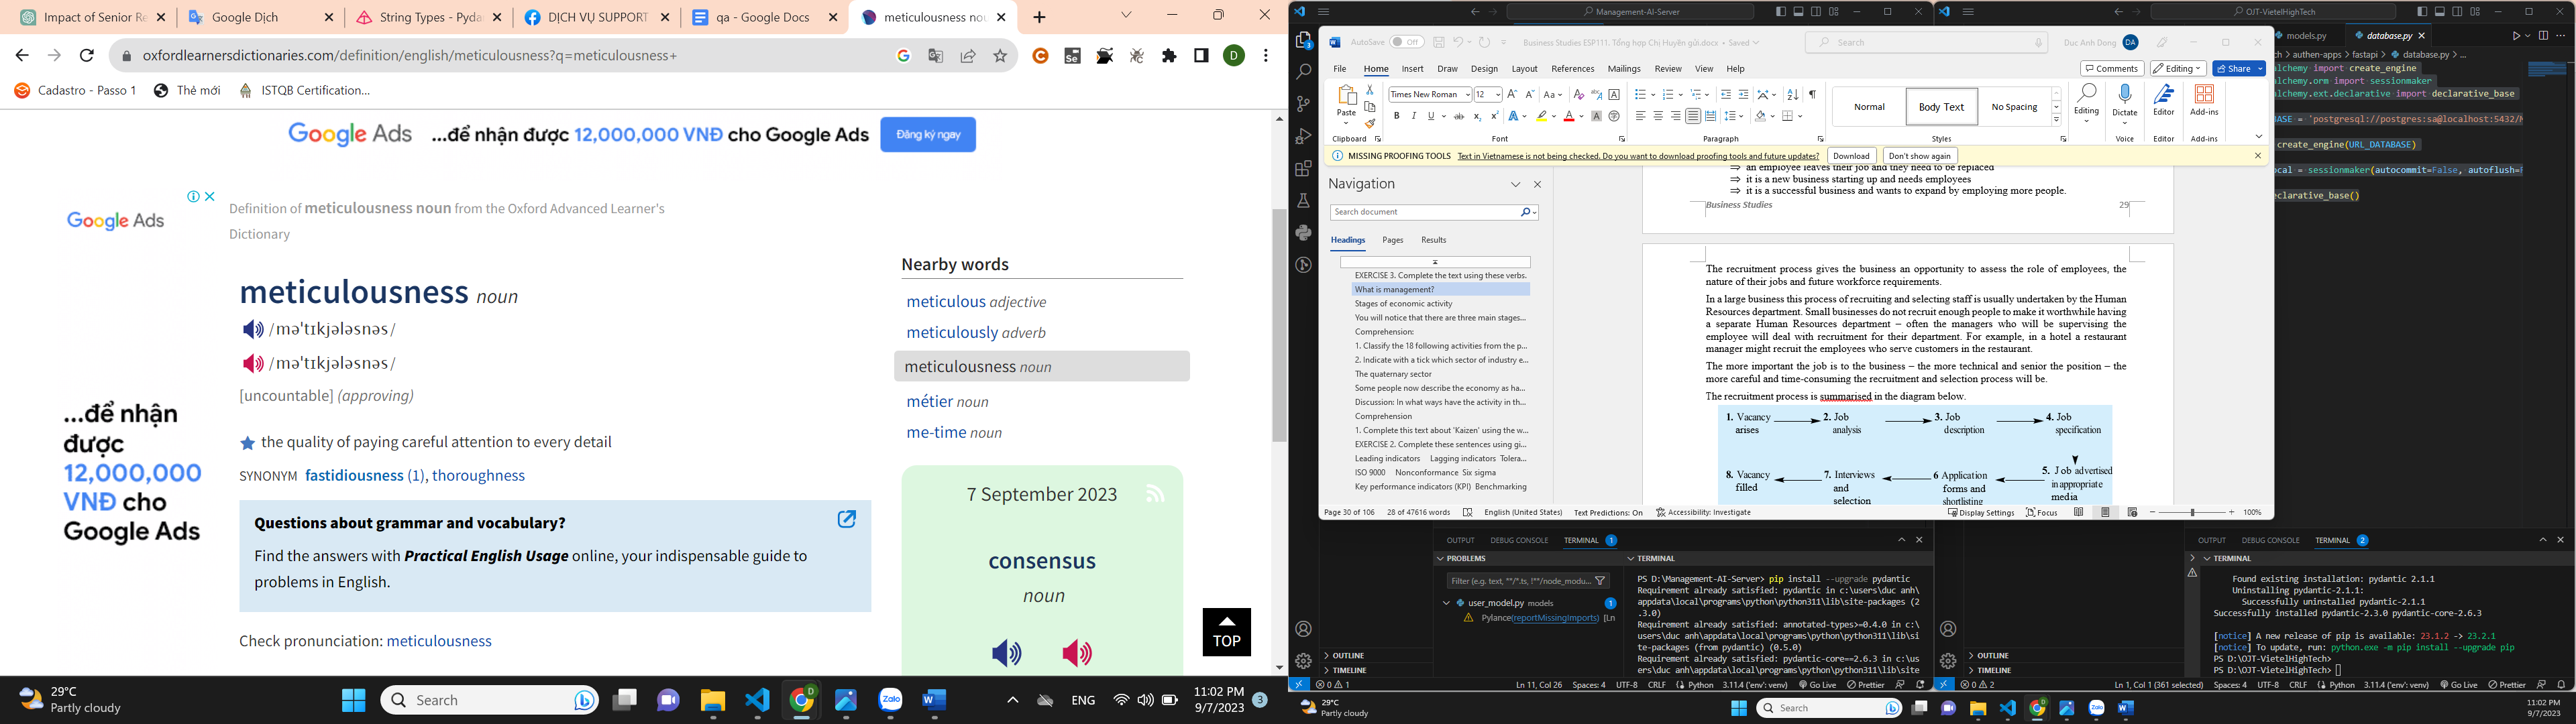 Impact of Senior Re
Google Dịch
String Types - Pyda
DỊCH VỤ SUPPORT
qa - Google Docs
meticulousness nou
oxfordlearnersdictionaries.com/definition/english/meticulousness?q=meticulousness+
Cadastro - Passo 1
Thẻ mới
ISTQB Certification...
Google Ads
...để nhận được 12,000,000 VNĐ cho Google Ads
Đăng ký ngay
Google Ads
...để nhận
được
12,000,000
VNĐ cho
Google Ads
Definition of meticulousness noun from the Oxford Advanced Learner's
Dictionary
meticulousness noun
/məˈtɪkjələsnəs/
/məˈtɪkjələsnəs/
[uncountable] (approving)
the quality of paying careful attention to every detail
SYNONYM fastidiousness (1), thoroughness
Questions about grammar and vocabulary?
Find the answers with Practical English Usage online, your indispensable guide to
problems in English.
Check pronunciation: meticulousness
Nearby words
meticulous adjective
meticulously adverb
meticulousness noun
métier noun
me-time noun
7 September 2023
consensus
noun
TOP
29°C
Partly cloudy
Search
ENG
11:02 PM
9/7/2023
3
Management-AI-Server
AutoSave Off
Business Studies ESP111. Tổng hợp Chị Huyền gửi.docx • Saved
Search
Duc Anh Dong DA
File Home Insert Draw Design Layout References Mailings Review View Help
Comments Editing Share
Paste
Times New Roman 12
Normal Body Text No Spacing
Editing Dictate Editor Add-ins
Clipboard Font Paragraph Styles Voice Editor Add-ins
MISSING PROOFING TOOLS Text in Vietnamese is not being checked. Do you want to download proofing tools and future updates? Download Don't show again
Navigation
Search document
Headings Pages Results
EXERCISE 3. Complete the text using these verbs.
What is management?
Stages of economic activity
You will notice that there are three main stages...
Comprehension:
1. Classify the 18 following activities from the p...
2. Indicate with a tick which sector of industry e...
The quaternary sector
Some people now describe the economy as ha...
Discussion: In what ways have the activity in th...
Comprehension
1. Complete this text about 'Kaizen' using the w...
EXERCISE 2. Complete these sentences using gi...
Leading indicators Lagging indicators Tolera...
ISO 9000 Nonconformance Six sigma
Key performance indicators (KPI) Benchmarking
⇒ an employee leaves their job and they need to be replaced
⇒ it is a new business starting up and needs employees
⇒ it is a successful business and wants to expand by employing more people.
Business Studies 29
The recruitment process gives the business an opportunity to assess the role of employees, the
nature of their jobs and future workforce requirements.
In a large business this process of recruiting and selecting staff is usually undertaken by the Human
Resources department. Small businesses do not recruit enough people to make it worthwhile having
a separate Human Resources department – often the managers who will be supervising the
employee will deal with recruitment for their department. For example, in a hotel a restaurant
manager might recruit the employees who serve customers in the restaurant.
The more important the job is to the business – the more technical and senior the position – the
more careful and time-consuming the recruitment and selection process will be.
The recruitment process is summarised in the diagram below.
1. Vacancy arises
2. Job analysis
3. Job description
4. Job specification
5. Job advertised in appropriate media
6 Application forms and shortlisting
7. Interviews and selection
8. Vacancy filled
Page 30 of 106 28 of 47616 words English (United States) Text Predictions: On Accessibility: Investigate
Display Settings Focus 100%
OUTPUT DEBUG CONSOLE TERMINAL 1
PROBLEMS
Filter (e.g. text, **/*.ts, !**/node_modu...
user_model.py models 1
Pylance(reportMissingImports) [Ln
TERMINAL
PS D:\Management-AI-Server> pip install --upgrade pydantic
Requirement already satisfied: pydantic in c:\users\duc anh\
appdata\local\programs\python\python311\lib\site-packages (2
.3.0)
Requirement already satisfied: annotated-types>=0.4.0 in c:\
users\duc anh\appdata\local\programs\python\python311\lib\si
te-packages (from pydantic) (0.5.0)
Requirement already satisfied: pydantic-core==2.6.3 in c:\us
ers\duc anh\appdata\local\programs\python\python311\lib\site
OUTLINE
TIMELINE
0 1 Ln 11, Col 26 Spaces: 4 UTF-8 CRLF Python 3.11.4 ('env': venv) Go Live Prettier
OJT-VietelHighTech
models.py database.py
ch > authen-apps > fastapi > database.py > ...
alchemy import create_engine
alchemy.orm import sessionmaker
alchemy.ext.declarative import declarative_base
BASE = 'postgresql://postgres:sa@localhost:5432/M
create_engine(URL_DATABASE)
ocal = sessionmaker(autocommit=False, autoflush=F
eclarative_base()
OUTPUT DEBUG CONSOLE TERMINAL 2
TERMINAL
Found existing installation: pydantic 2.1.1
Uninstalling pydantic-2.1.1:
Successfully uninstalled pydantic-2.1.1
Successfully installed pydantic-2.3.0 pydantic-core-2.6.3
[notice] A new release of pip is available: 23.1.2 -> 23.2.1
[notice] To update, run: python.exe -m pip install --upgrade pip
PS D:\OJT-VietelHighTech>
PS D:\OJT-VietelHighTech>
OUTLINE
TIMELINE
0 2 Ln 1, Col 1 (361 selected) Spaces: 4 UTF-8 CRLF Python 3.11.4 ('env': venv) Go Live Prettier
29°C
Partly cloudy
Search
11:02 PM
9/7/2023